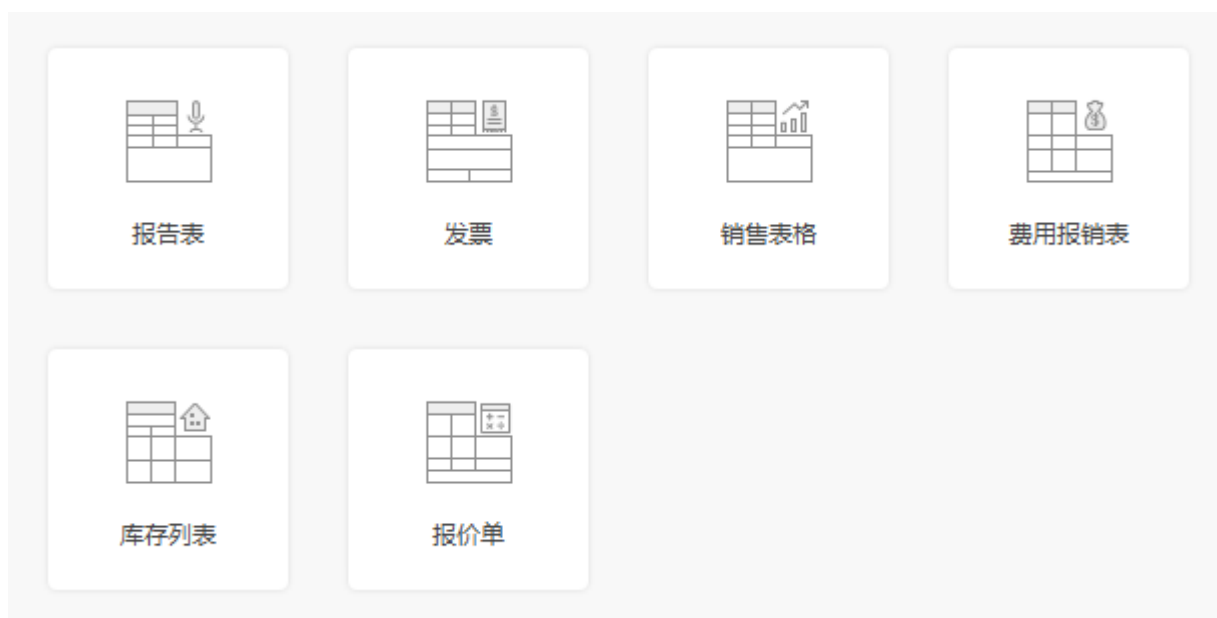 报告表
发票
销售表格
费用报销表
库存列表
报价单